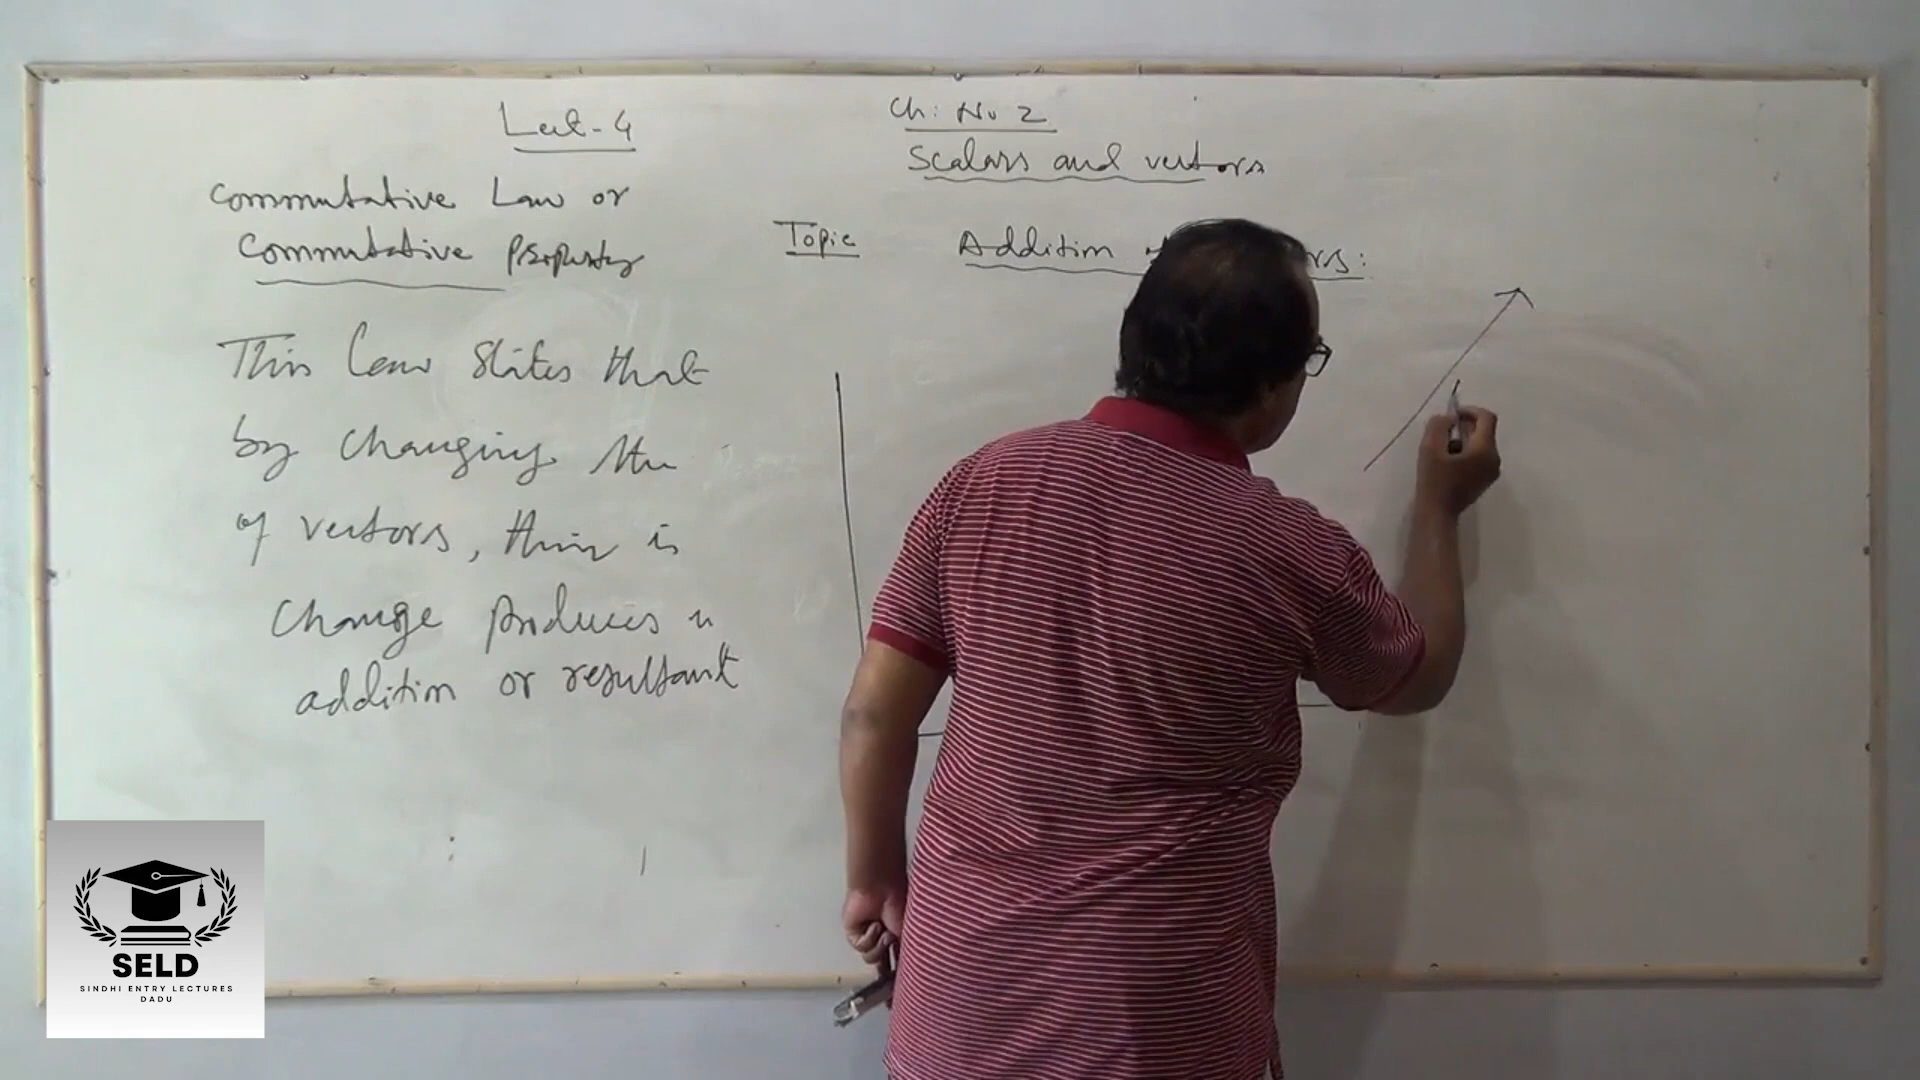 Lect-4
Commutative Law or
Commutative Property
This law states that
by changing the
of vectors, this is
change produces n
addition or resultant
Ch: No 2
Scalars and vectors
Topic Addition
SELD
SINDHI ENTRY LECTURES
DADU